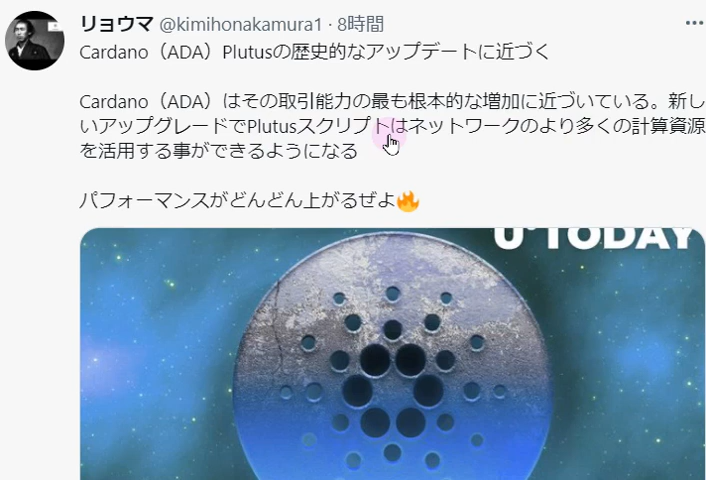 リョウマ @kimihonakamura1 · 8時間
Cardano（ADA）Plutusの歴史的なアップデートに近づく
Cardano（ADA）はその取引能力の最も根本的な増加に近づいている。新し
いアップグレードでPlutusスクリプトはネットワークのより多くの計算資源
を活用する事ができるようになる
パフォーマンスがどんどん上がるぜよ🔥
U TODAY